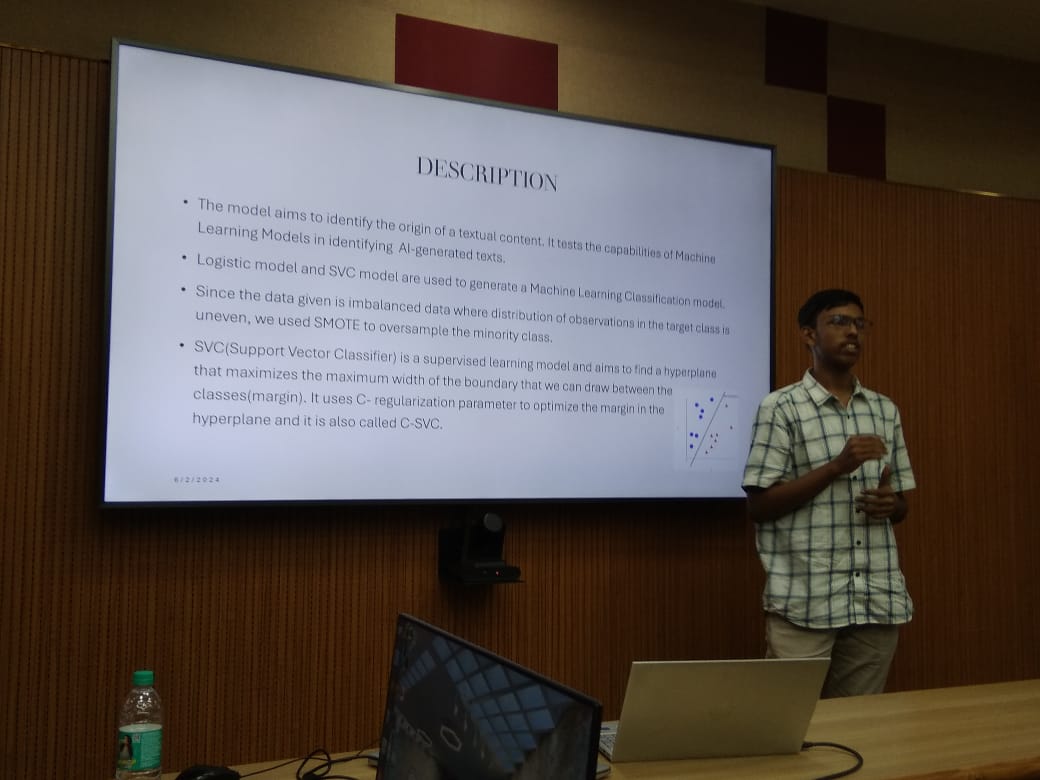 DESCRIPTION
• The model aims to identify the origin of a textual content. It tests the capabilities of Machine
Learning Models in identifying AI-generated texts.
• Logistic model and SVC model are used to generate a Machine Learning Classification model.
• Since the data given is imbalanced data where distribution of observations in the target class is
uneven, we used SMOTE to oversample the minority class.
• SVC(Support Vector Classifier) is a supervised learning model and aims to find a hyperplane
that maximizes the maximum width of the boundary that we can draw between the
classes(margin). It uses C- regularization parameter to optimize the margin in the
hyperplane and it is also called C-SVC.
6/2/2024